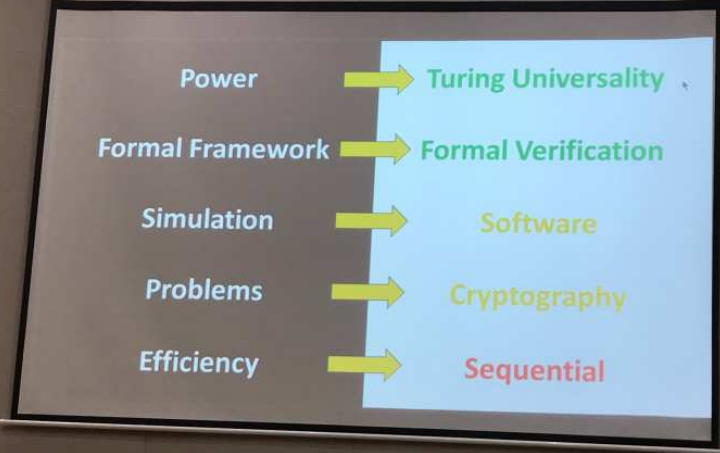 Power Turing Universality
Formal Framework Formal Verification
Simulation Software
Problems Cryptography
Efficiency Sequential